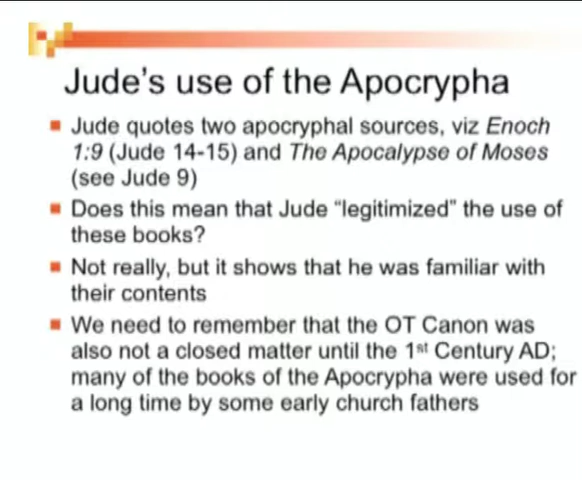 Jude's use of the Apocrypha
Jude quotes two apocryphal sources, viz Enoch
1:9 (Jude 14-15) and The Apocalypse of Moses
(see Jude 9)
Does this mean that Jude "legitimized" the use of
these books?
Not really, but it shows that he was familiar with
their contents
We need to remember that the OT Canon was
also not a closed matter until the 1st Century AD;
many of the books of the Apocrypha were used for
a long time by some early church fathers